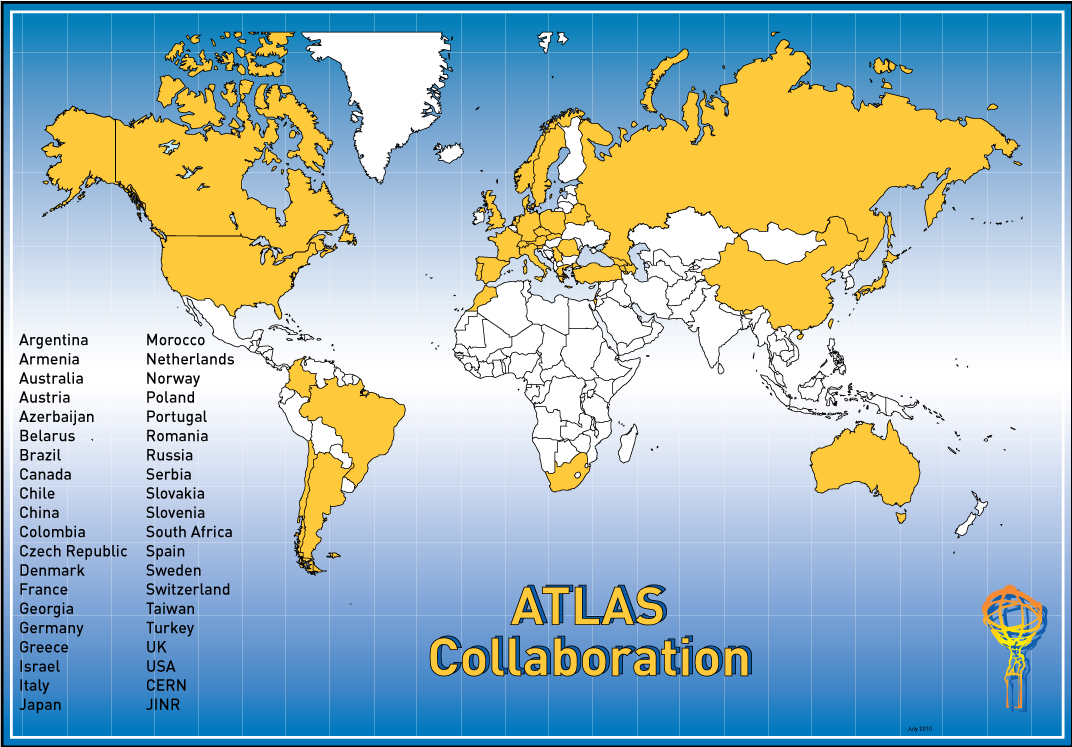 Argentina
Armenia
Australia
Austria
Azerbaijan
Belarus
Brazil
Canada
Chile
China
Colombia
Czech Republic
Denmark
France
Georgia
Germany
Greece
Israel
Italy
Japan
Morocco
Netherlands
Norway
Poland
Portugal
Romania
Russia
Serbia
Slovakia
Slovenia
South Africa
Spain
Sweden
Switzerland
Taiwan
Turkey
UK
USA
CERN
JINR
ATLAS
Collaboration
July 2010